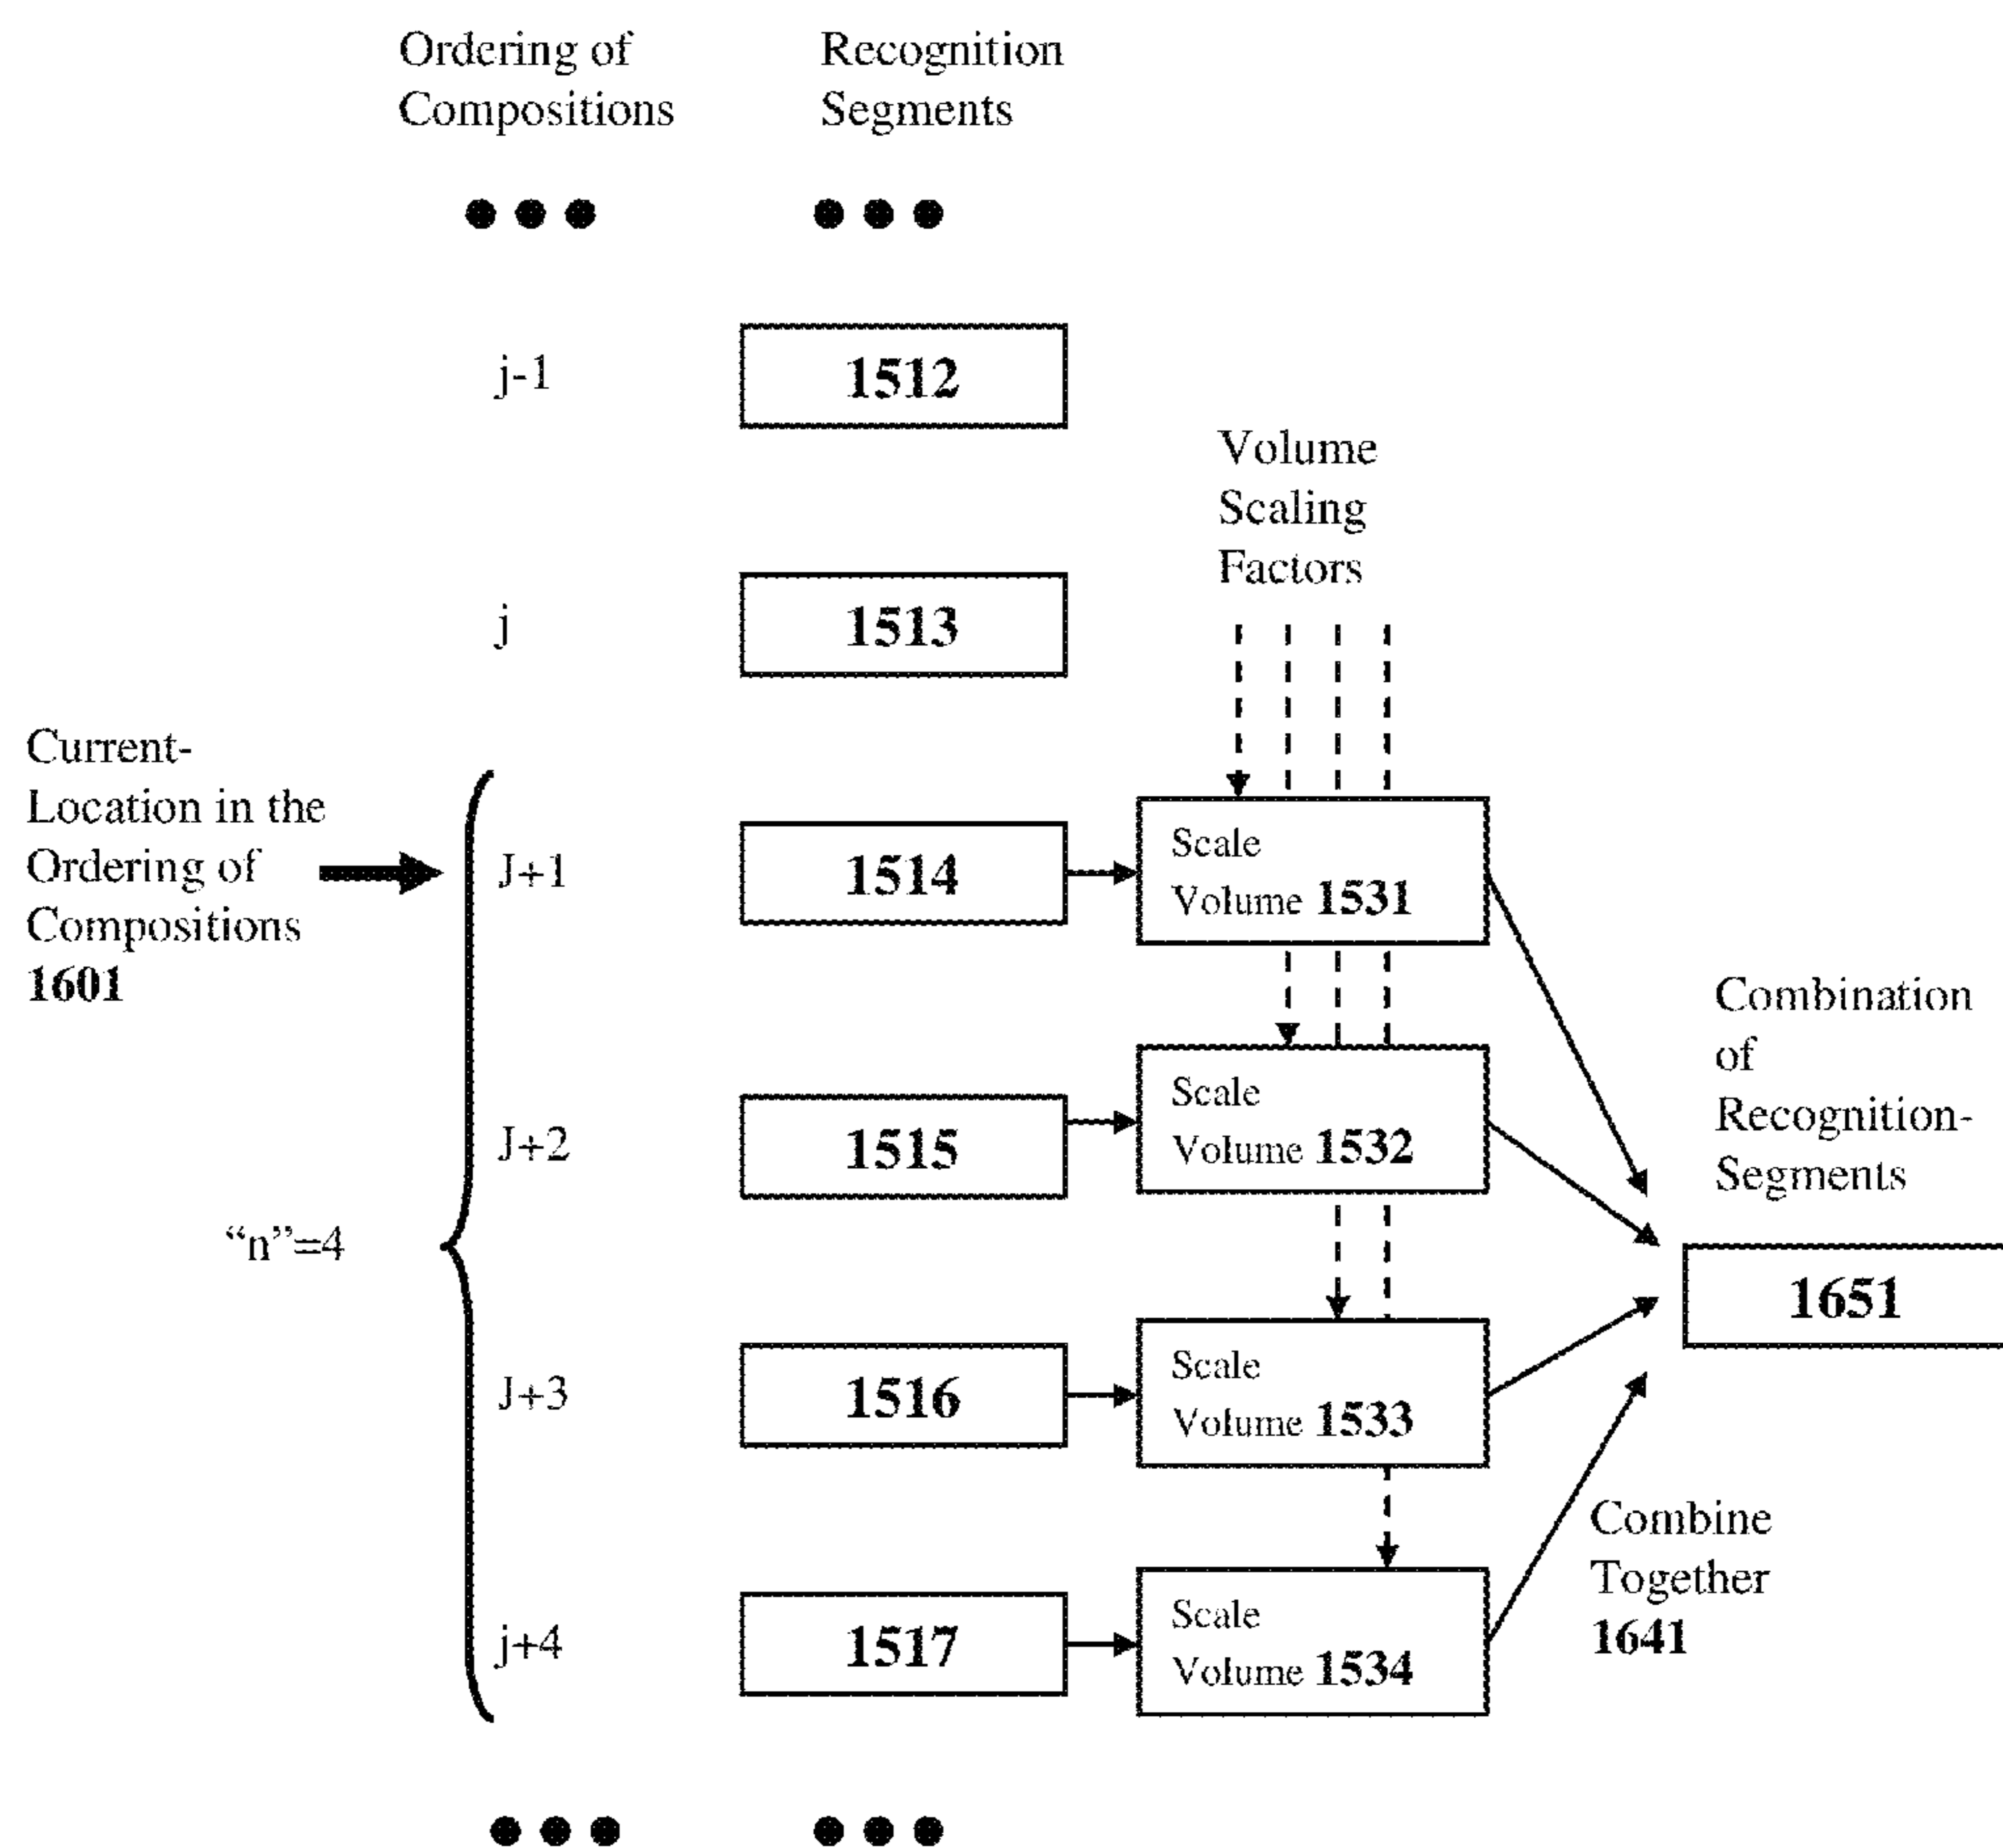 Ordering of
Compositions
Recognition
Segments
j-1
1512
Volume
Scaling
Factors
j
1513
Current-
Location in the
Ordering of
Compositions
1601
J+1
1514
Scale
Volume 1531
Combination
of
Recognition-
Segments
J+2
1515
Scale
Volume 1532
“n”=4
1651
J+3
1516
Scale
Volume 1533
Combine
Together
1641
j+4
1517
Scale
Volume 1534